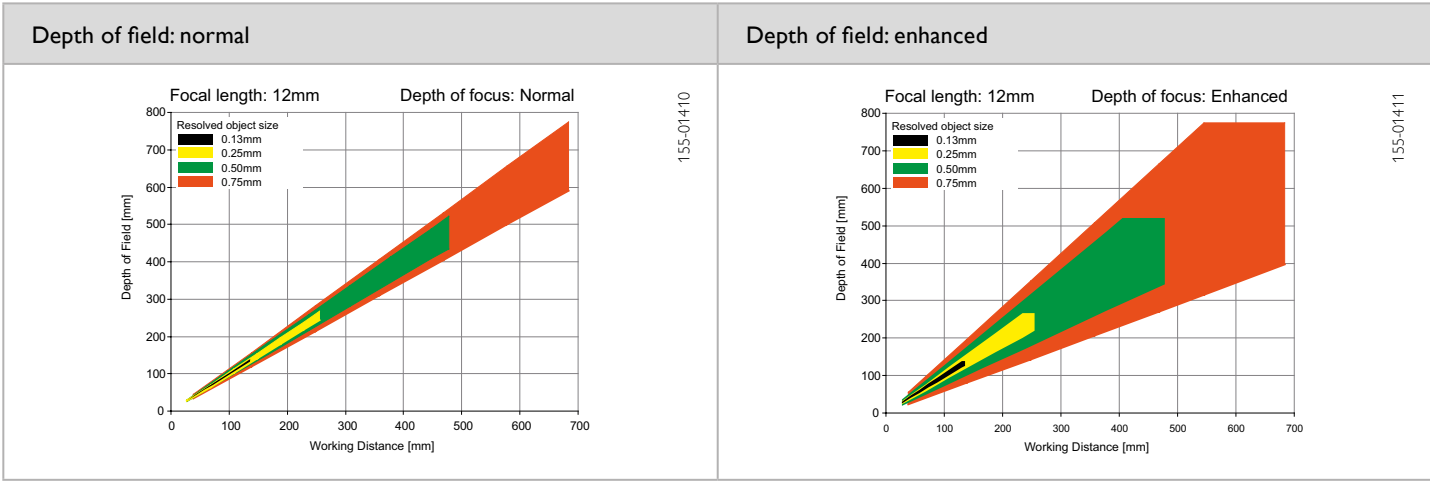 Depth of field: normal
Depth of field: enhanced
Focal length: 12mm Depth of focus: Normal
Resolved object size
0.13mm
0.25mm
0.50mm
0.75mm
800
700
600
500
400
300
200
100
0
Depth of Field [mm]
0 100 200 300 400 500 600 700
Working Distance [mm]
155-01410
Focal length: 12mm Depth of focus: Enhanced
Resolved object size
0.13mm
0.25mm
0.50mm
0.75mm
800
700
600
500
400
300
200
100
0
Depth of Field [mm]
0 100 200 300 400 500 600 700
Working Distance [mm]
155-01411